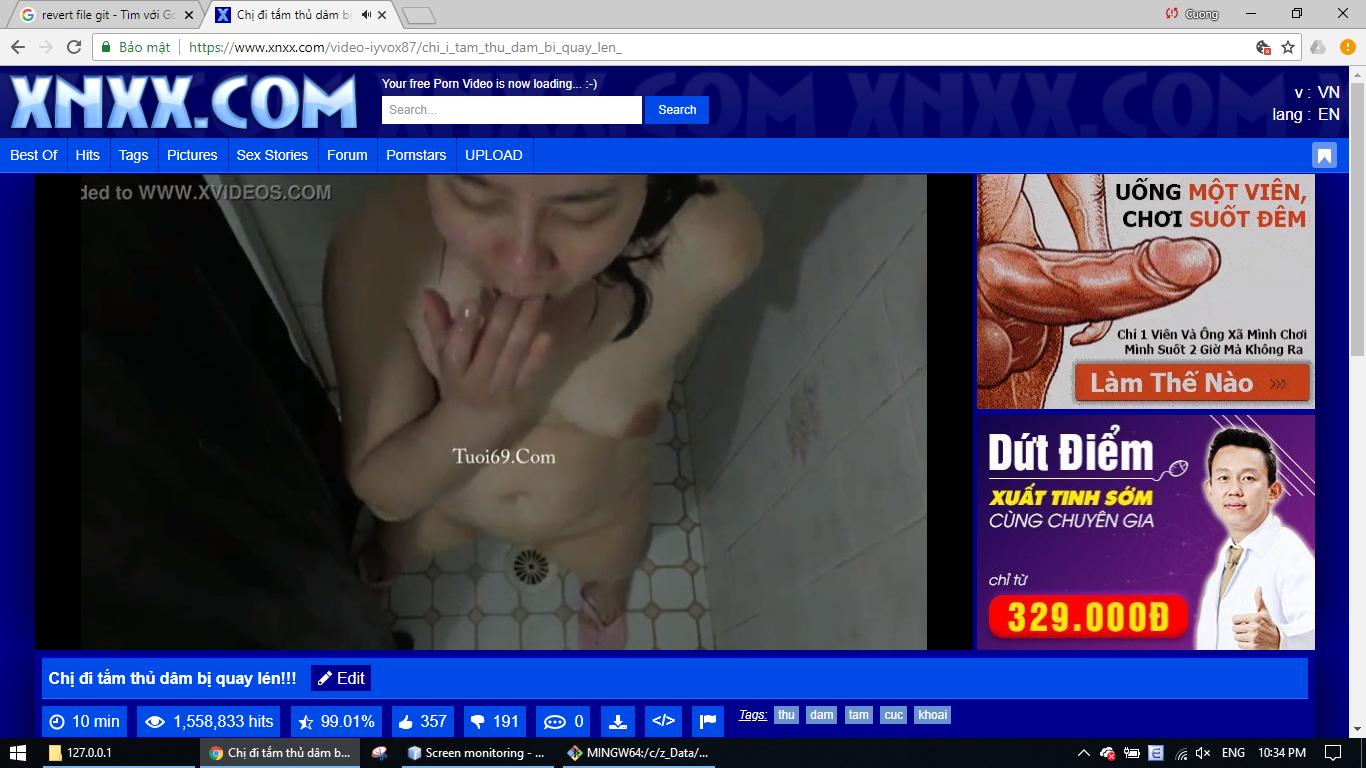 revert file git - Tìm với Go
Chị đi tắm thủ dâm bị
Cuong
Bảo mật
https://www.xnxx.com/video-iyvox87/chi_i_tam_thu_dam_bi_quay_len_
XNXX.COM
Your free Porn Video is now loading... :-)
Search...
Search
v : VN
lang : EN
Best Of
Hits
Tags
Pictures
Sex Stories
Forum
Pornstars
UPLOAD
ded to WWW.XVIDEOS.COM
Tuoi69.Com
UỐNG MỘT VIÊN,
CHƠI SUỐT ĐÊM
Chỉ 1 Viên Và Ông Xã Mình Chơi
Mình Suốt 2 Giờ Mà Không Ra
Làm Thế Nào >>>
Dứt Điểm
XUẤT TINH SỚM
CÙNG CHUYÊN GIA
chỉ từ
329.000Đ
Chị đi tắm thủ dâm bị quay lén!!!
Edit
10 min
1,558,833 hits
99.01%
357
191
0
</>
Tags: thu dam tam cuc khoai
127.0.0.1
Chị đi tắm thủ dâm b...
Screen monitoring - ...
MINGW64:/c/z_Data/...
ENG
10:34 PM